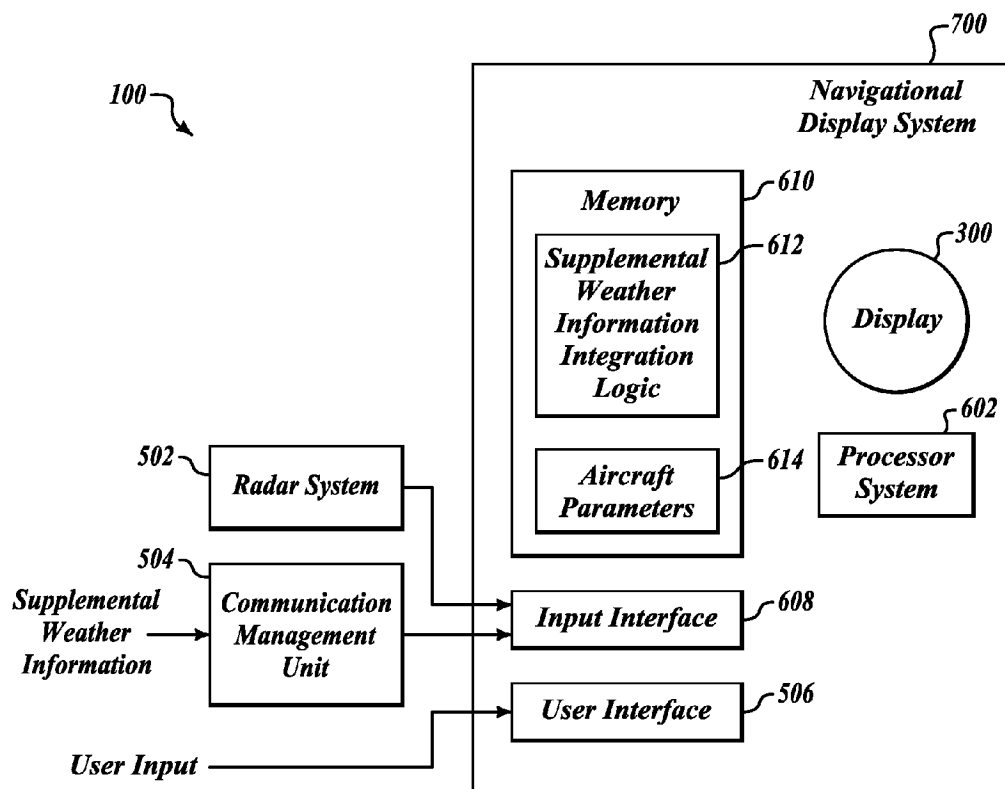 700
Navigational
Display System
100
610
Memory
612
Supplemental
Weather
Information
Integration
Logic
300
Display
602
Processor
System
614
Aircraft
Parameters
502
Radar System
504
Supplemental
Weather
Information
Communication
Management
Unit
Input Interface
608
User Interface
506
User Input